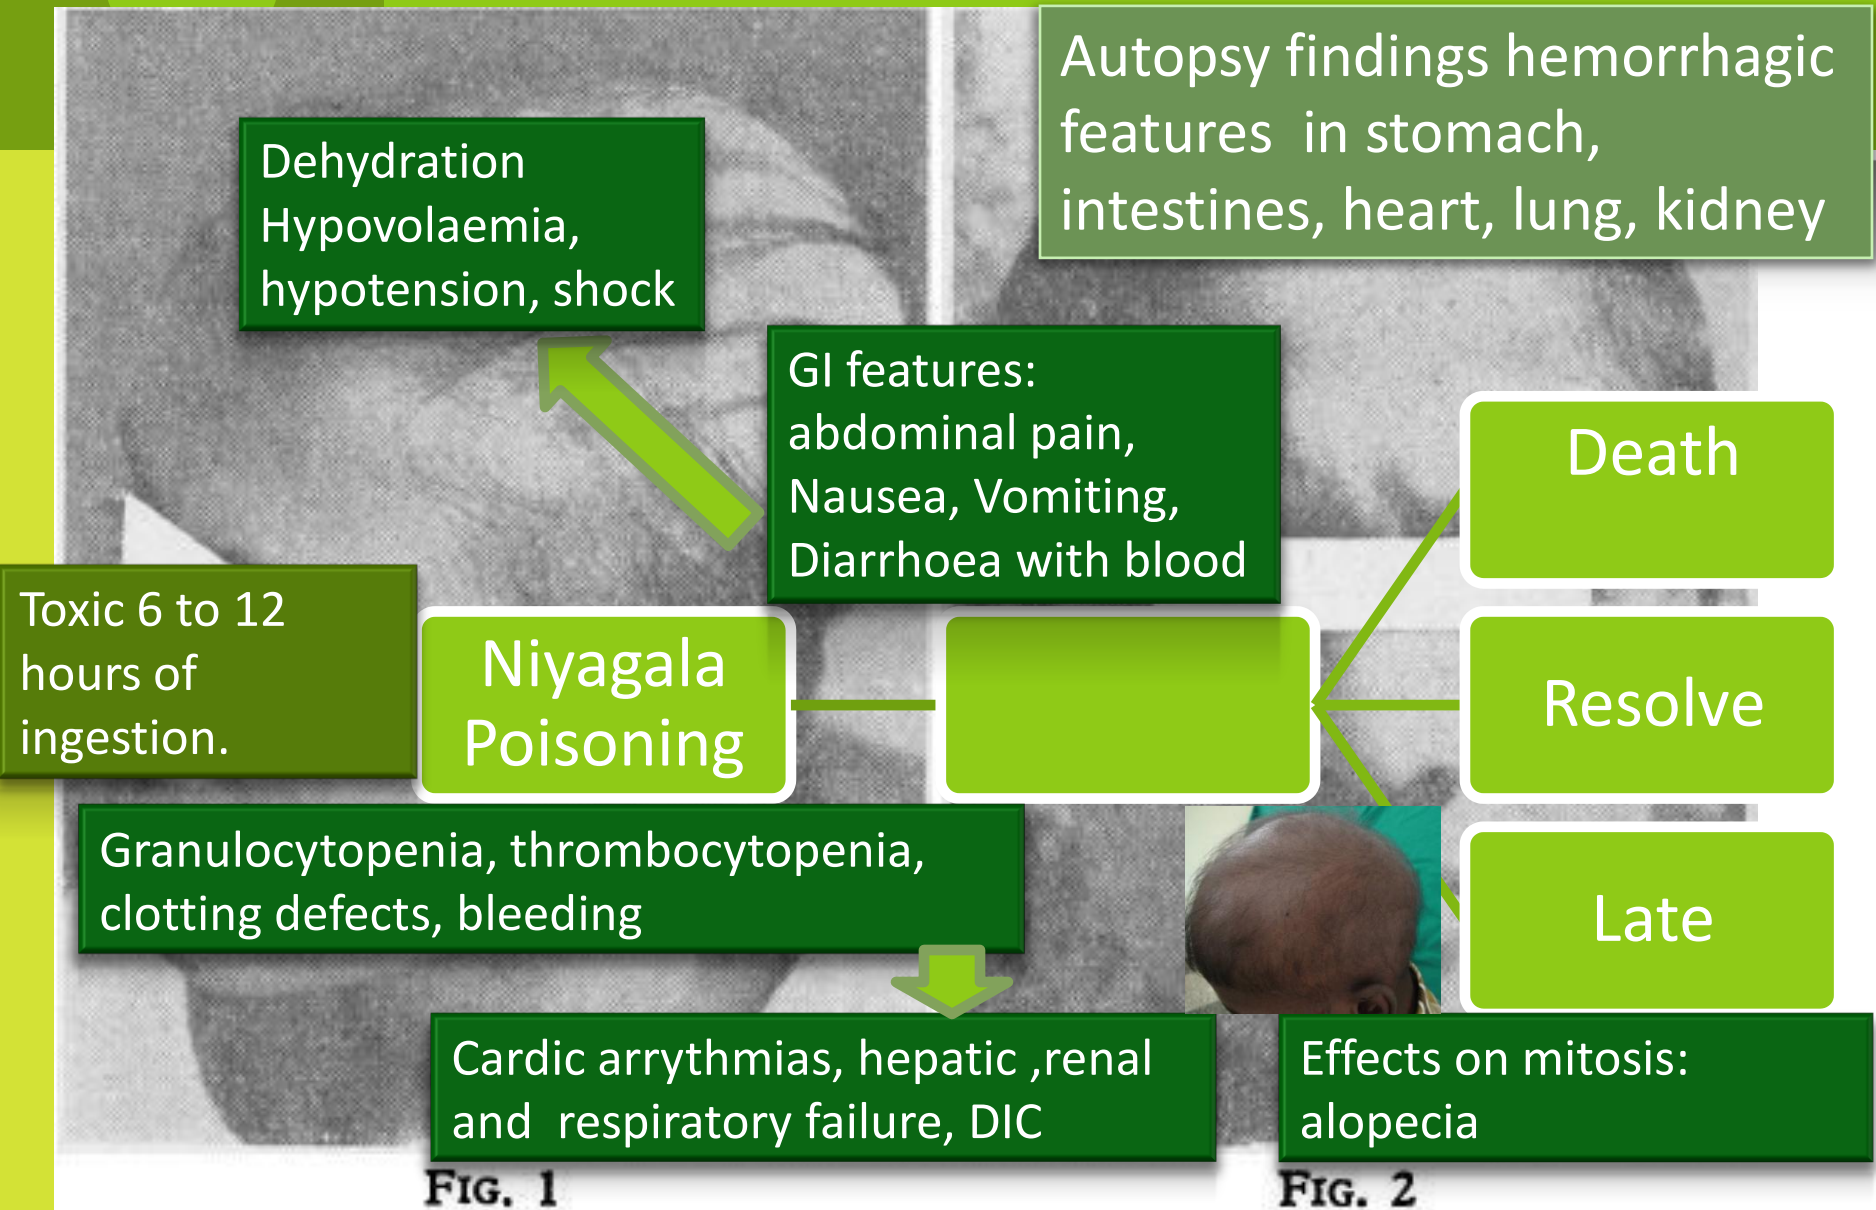 Autopsy findings hemorrhagic
features in stomach,
intestines, heart, lung, kidney
Dehydration
Hypovolaemia,
hypotension, shock
GI features:
abdominal pain,
Nausea, Vomiting,
Diarrhoea with blood
Death
Toxic 6 to 12
hours of
ingestion.
Niyagala
Poisoning
Resolve
Granulocytopenia, thrombocytopenia,
clotting defects, bleeding
Late
Cardic arrythmias, hepatic ,renal
and respiratory failure, DIC
Effects on mitosis:
alopecia
FIG. 1
FIG. 2